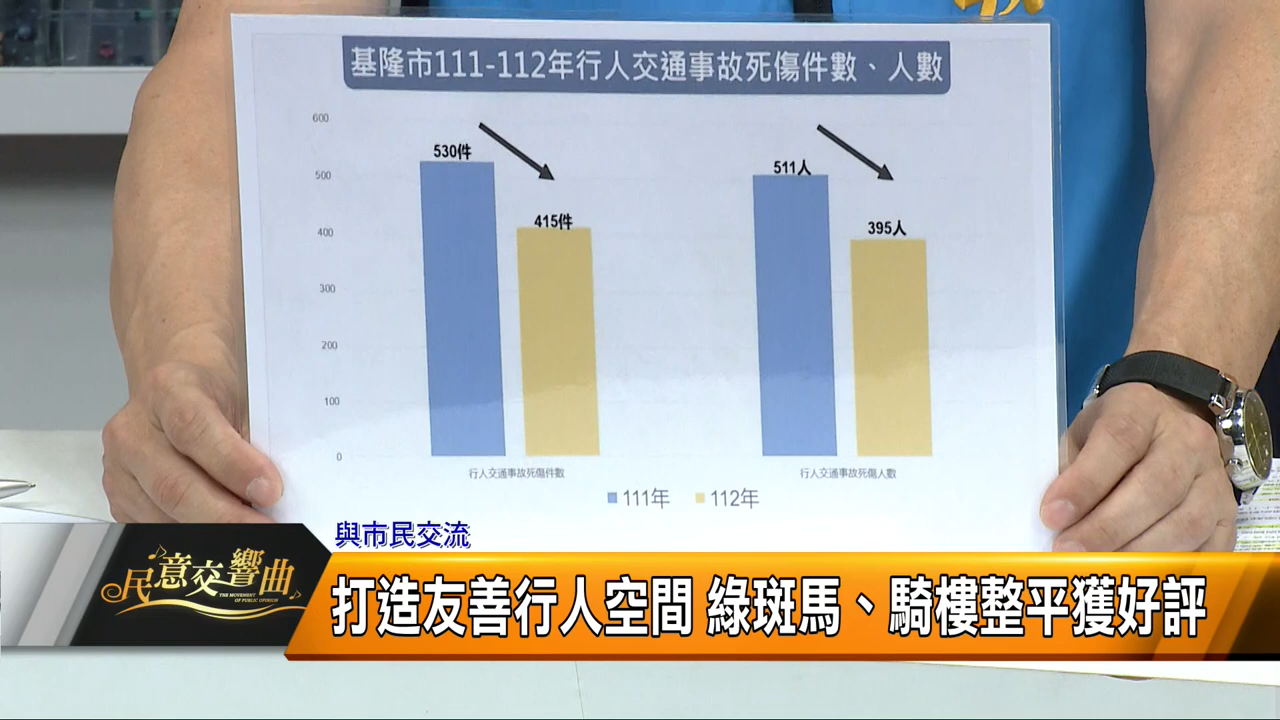 基隆市111-112年行人交通事故死傷件數、人數
600
500
400
300
200
100
0
530件
415件
511人
395人
行人交通事故死傷件數
行人交通事故死傷人數
111年
112年
與市民交流
民意交響曲
THE MOVEMENT
OF PUBLIC OPINION
打造友善行人空間 綠斑馬、騎樓整平獲好評